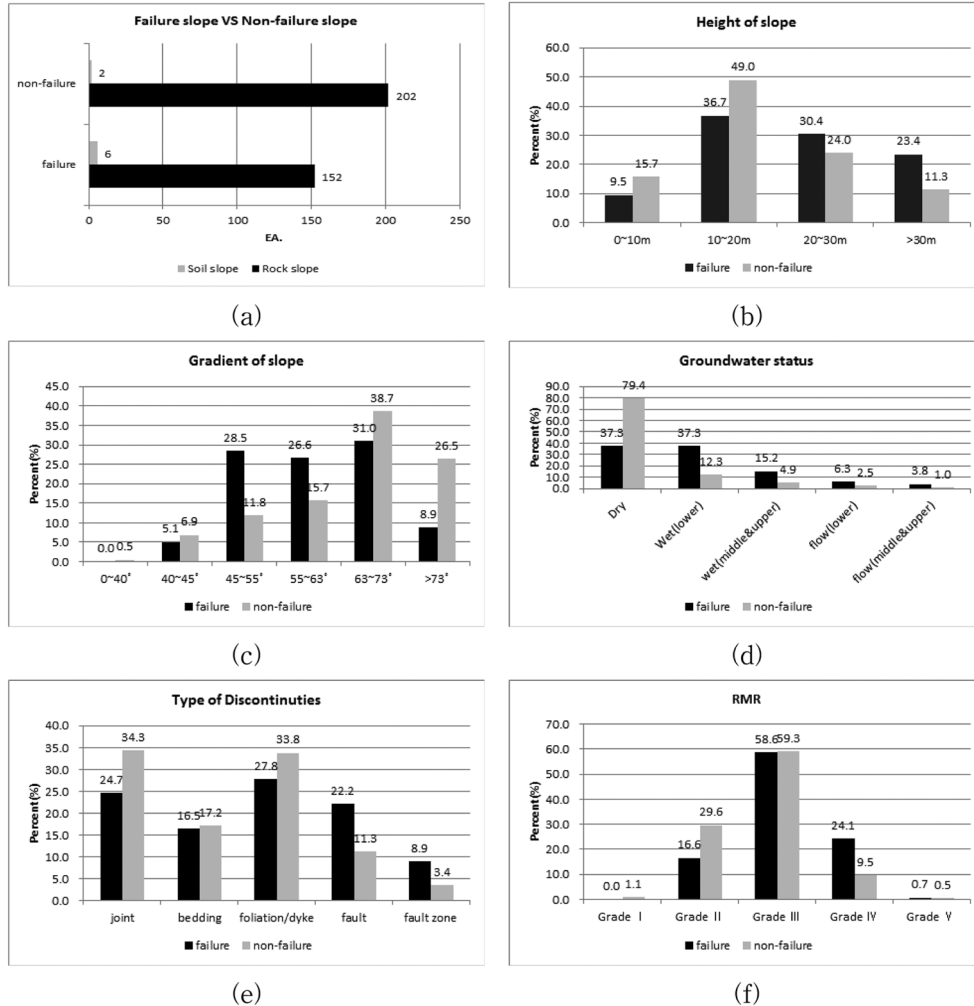 Failure slope VS Non-failure slope
non-failure
2
202
failure
6
152
0 50 100 150 200 250
EA.
Soil slope Rock slope
(a)
Height of slope
Percent(%)
60.0
50.0
40.0
30.0
20.0
10.0
0.0
9.5 15.7 36.7 49.0 30.4 24.0 23.4 11.3
0~10m 10~20m 20~30m >30m
failure non-failure
(b)
Gradient of slope
Percent(%)
45.0
40.0
35.0
30.0
25.0
20.0
15.0
10.0
5.0
0.0
0.0 0.5 5.1 6.9 28.5 11.8 26.6 15.7 31.0 38.7 8.9 26.5
0~40˚ 40~45˚ 45~55˚ 55~63˚ 63~73˚ >73˚
failure non-failure
(c)
Groundwater status
Percent(%)
90.0
80.0
70.0
60.0
50.0
40.0
30.0
20.0
10.0
0.0
37.3 79.4 37.3 12.3 15.2 4.9 6.3 2.5 3.8 1.0
Dry Wet(lower) wet(middle&upper) flow(lower) flow(middle&upper)
failure non-failure
(d)
Type of Discontinuties
Percent(%)
40.0
35.0
30.0
25.0
20.0
15.0
10.0
5.0
0.0
24.7 34.3 16.5 17.2 27.8 33.8 22.2 11.3 8.9 3.4
joint bedding foliation/dyke fault fault zone
failure non-failure
(e)
RMR
Percent(%)
70.0
60.0
50.0
40.0
30.0
20.0
10.0
0.0
0.0 1.1 16.6 29.6 58.6 59.3 24.1 9.5 0.7 0.5
Grade Ⅰ Grade Ⅱ Grade Ⅲ Grade Ⅳ Grade Ⅴ
failure non-failure
(f)